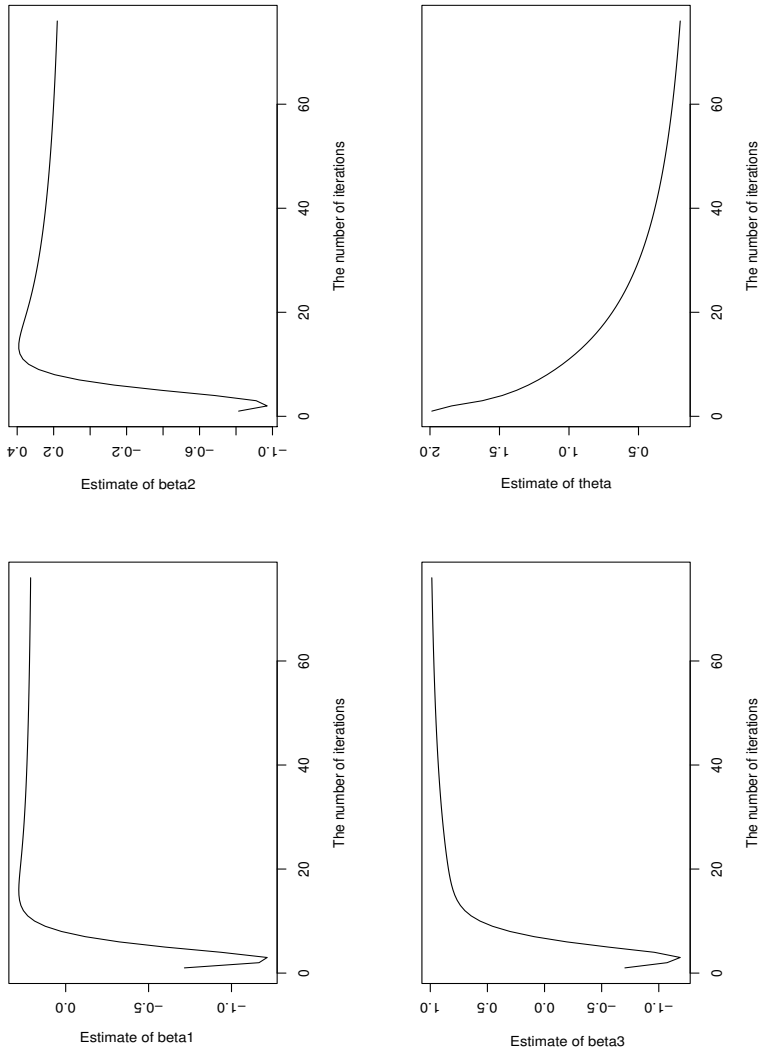 0 20 40 60
The number of iterations
0.4 0.2 -0.2 -0.6 -1.0
Estimate of beta2
0 20 40 60
The number of iterations
2.0 1.5 1.0 0.5
Estimate of theta
0 20 40 60
The number of iterations
0.0 -0.5 -1.0
Estimate of beta1
0 20 40 60
The number of iterations
1.0 0.5 0.0 -0.5 -1.0
Estimate of beta3